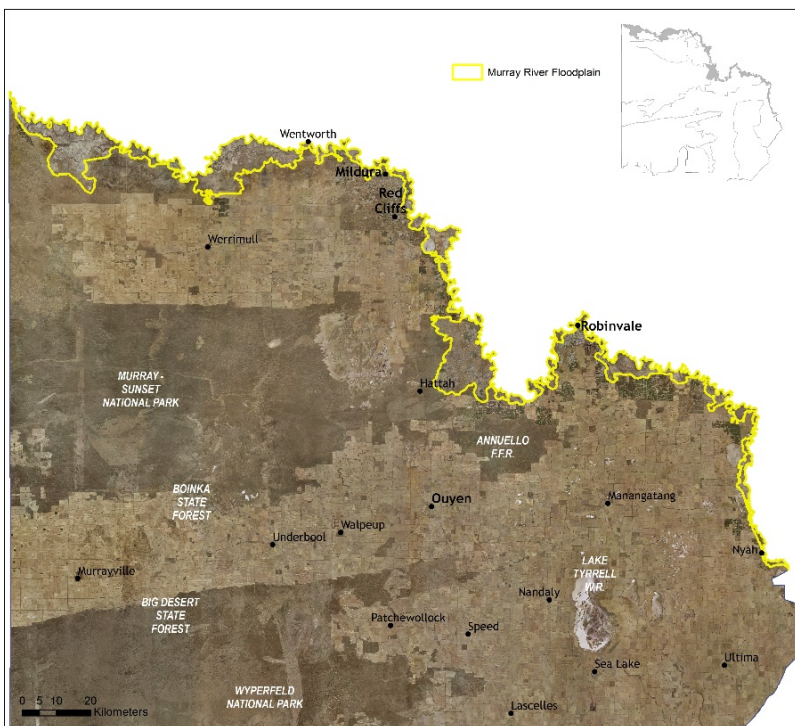 Murray River Floodplain
Wentworth
Mildura
Red
Cliffs
Werrimull
Robinvale
MURRAY -
SUNSET
NATIONAL PARK
Hattah
ANNUELLO
F.F.R.
BOINKA
STATE
FOREST
Ouyen
Manangatang
Walpeup
Underbool
Nyah
LAKE
TYRRELL
W.R.
Murrayville
BIG DESERT
STATE
FOREST
Nandaly
Patchewollock
Speed
Sea Lake
Ultima
WYPERFELD
NATIONAL PARK
Lascelles
0 5 10 20
Kilometers